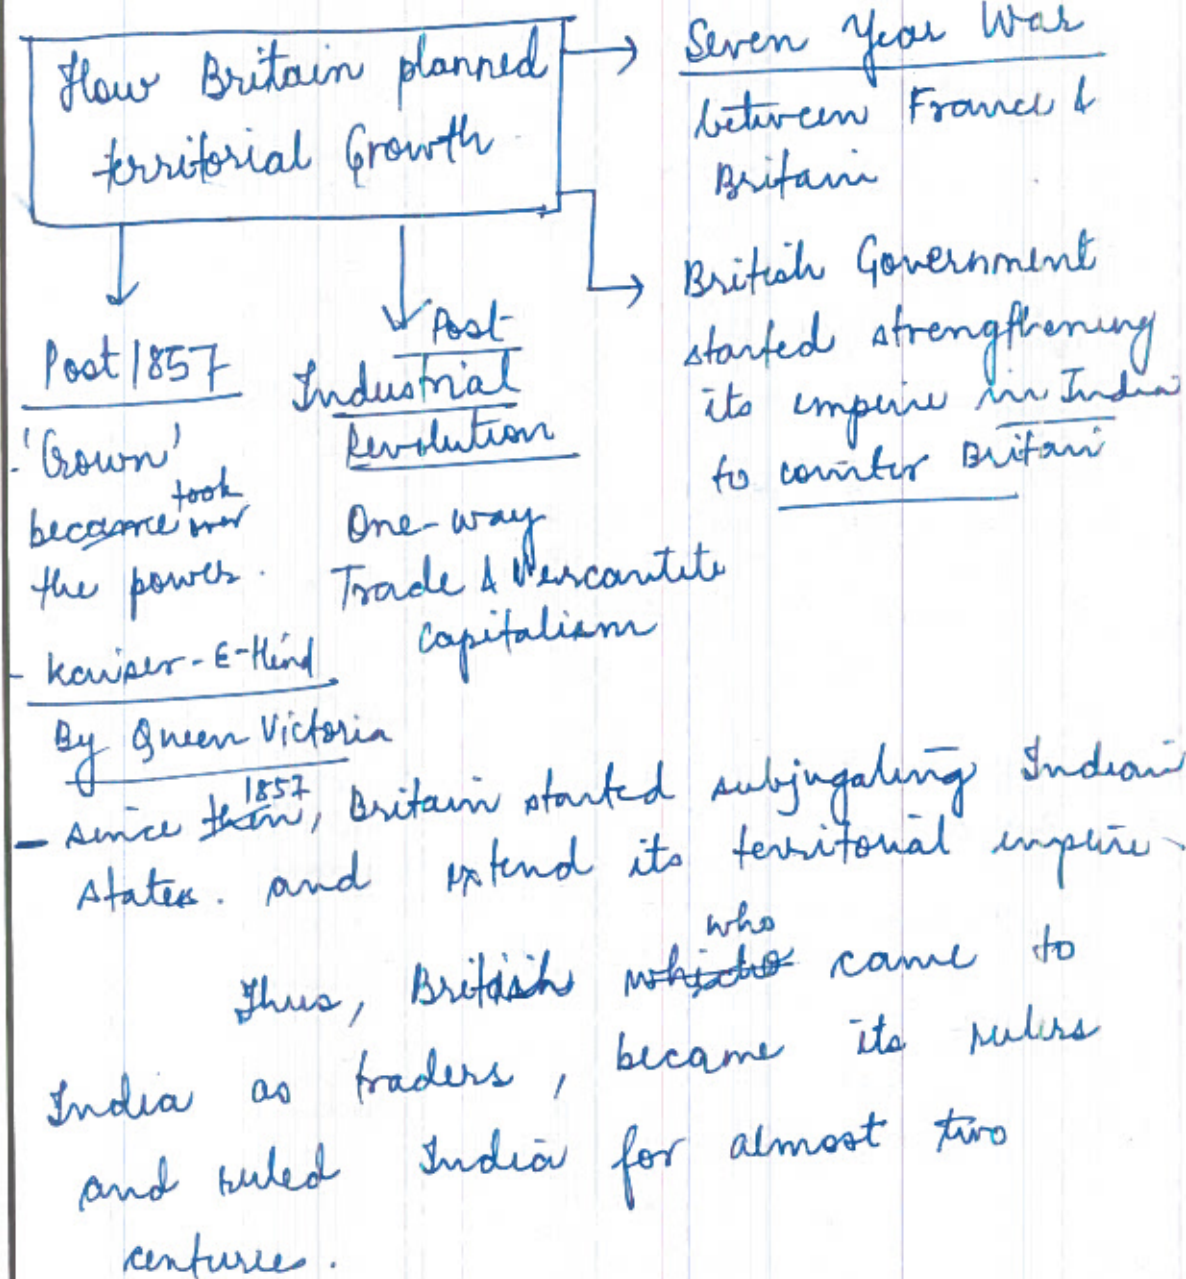 How Britain planned
territorial Growth
Seven Year War
between France &
Britain
British Government
started strengthening
its empire in India
to counter Britain
Post 1857
- 'Crown'
became took over
the power.
- Kaiser-E-Hind
By Queen Victoria
Post-
Industrial
Revolution
One-way
Trade & Mercantile
Capitalism
- since then 1857, Britain started subjugating Indian
states. and extend its territorial empire.
Thus, British which who came to
India as traders, became its rulers
and ruled India for almost two
centuries.